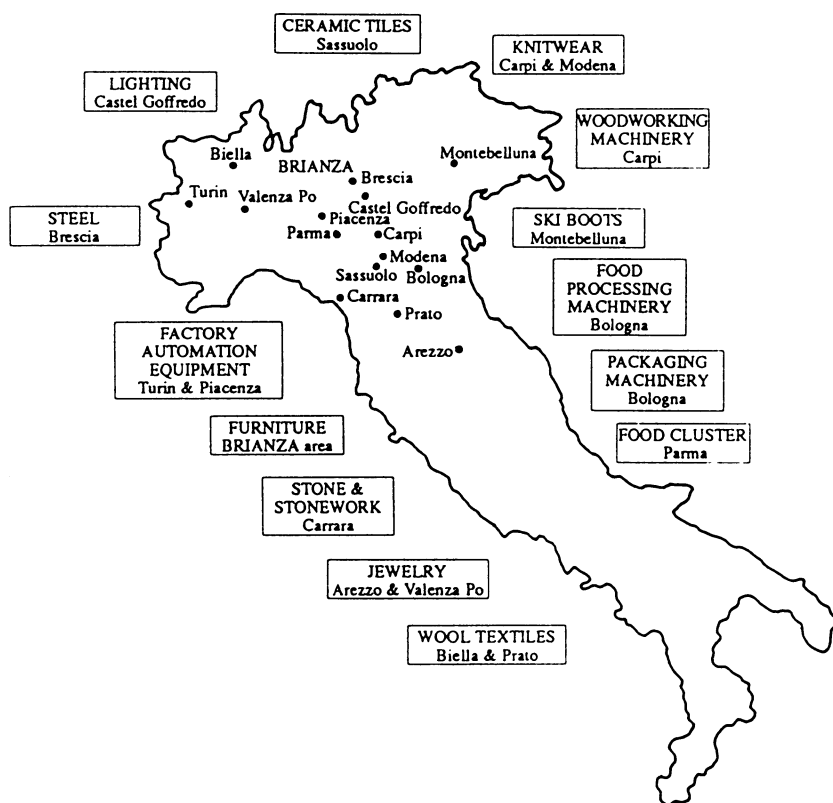 CERAMIC TILES
Sassuolo
KNITWEAR
Carpi & Modena
LIGHTING
Castel Goffredo
WOODWORKING
MACHINERY
Carpi
Biella
BRIANZA
Brescia
Montebelluna
Turin
Valenza Po
Castel Goffredo
STEEL
Brescia
Piacenza
SKI BOOTS
Montebelluna
Parma
Carpi
Modena
Sassuolo
Bologna
FOOD
PROCESSING
MACHINERY
Bologna
Carrara
Prato
FACTORY
AUTOMATION
EQUIPMENT
Turin & Piacenza
Arezzo
PACKAGING
MACHINERY
Bologna
FURNITURE
BRIANZA area
FOOD CLUSTER
Parma
STONE &
STONEWORK
Carrara
JEWELRY
Arezzo & Valenza Po
WOOL TEXTILES
Biella & Prato